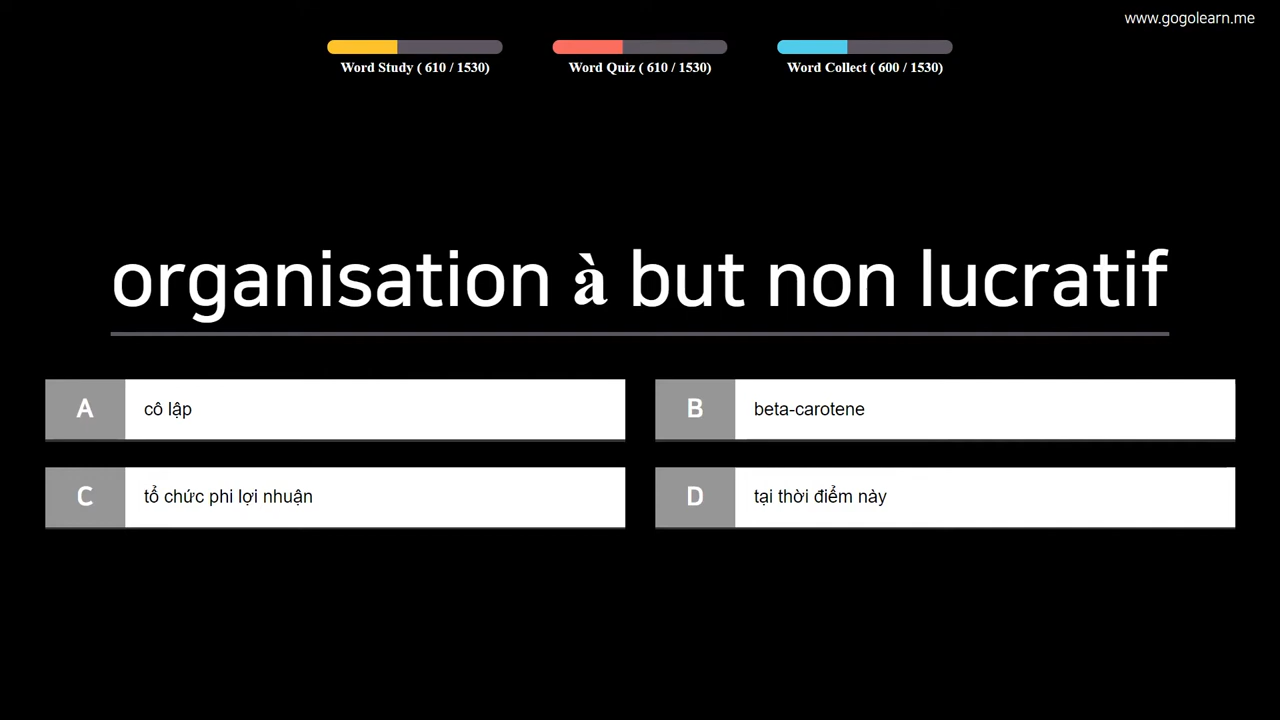 www.gogolearn.me
Word Study ( 610 / 1530)
Word Quiz ( 610 / 1530)
Word Collect ( 600 / 1530)
organisation à but non lucratif
A cô lập
B beta-carotene
C tổ chức phi lợi nhuận
D tại thời điểm này